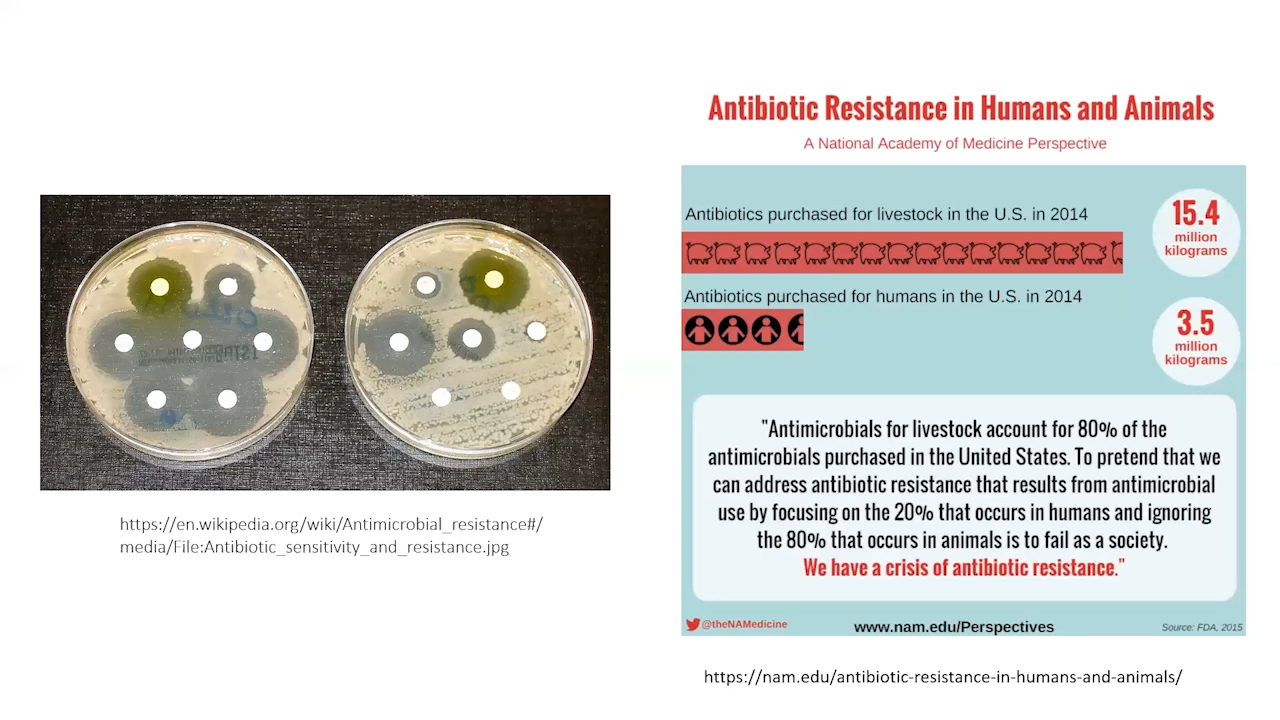 https://en.wikipedia.org/wiki/Antimicrobial_resistance#/
media/File:Antibiotic_sensitivity_and_resistance.jpg
Antibiotic Resistance in Humans and Animals
A National Academy of Medicine Perspective
Antibiotics purchased for livestock in the U.S. in 2014
15.4
million
kilograms
Antibiotics purchased for humans in the U.S. in 2014
3.5
million
kilograms
"Antimicrobials for livestock account for 80% of the
antimicrobials purchased in the United States. To pretend that we
can address antibiotic resistance that results from antimicrobial
use by focusing on the 20% that occurs in humans and ignoring
the 80% that occurs in animals is to fail as a society.
We have a crisis of antibiotic resistance."
@theNAMedicine
www.nam.edu/Perspectives
Source: FDA, 2015
https://nam.edu/antibiotic-resistance-in-humans-and-animals/